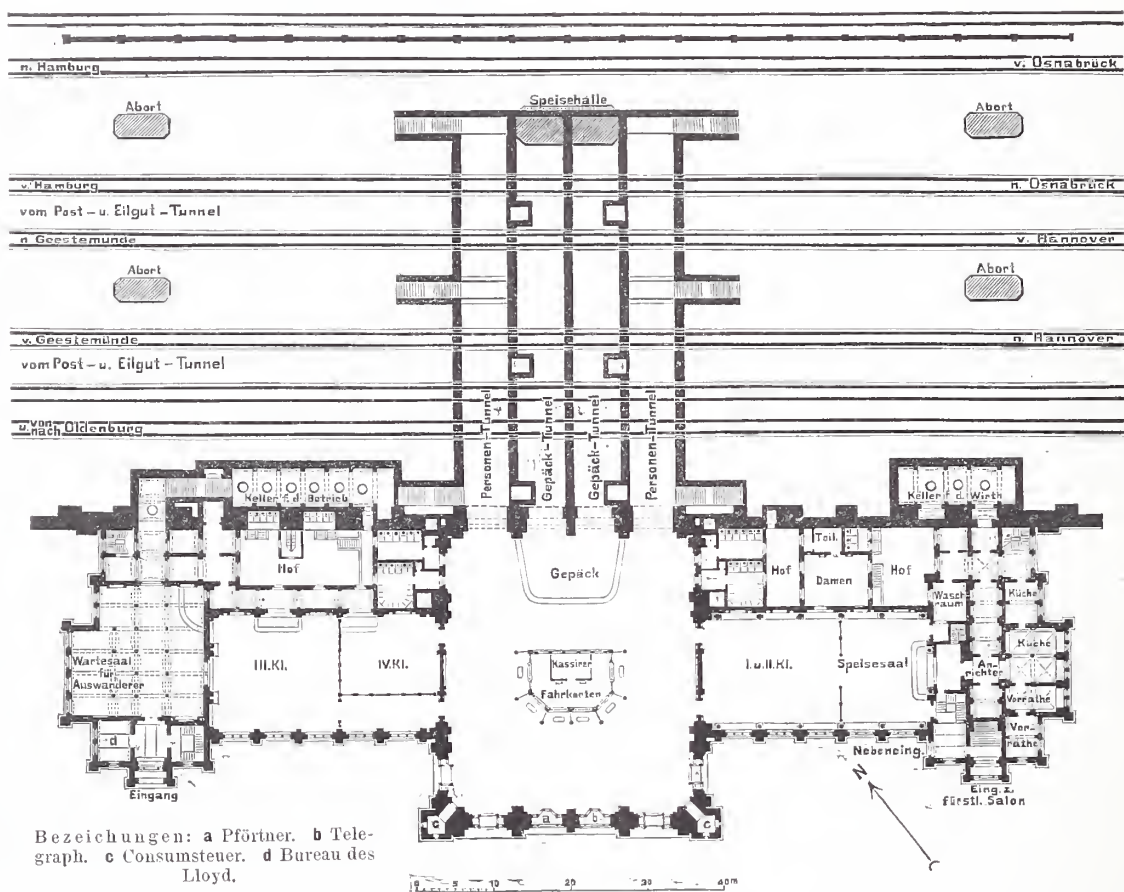 n. Hamburg
v. Osnabrück
Abort
Speisehalle
Abort
v. Hamburg
n. Osnabrück
vom Post-u. Eilgut-Tunnel
n Geestemünde
v. Hannover
Abort
Abort
v. Geestemünde
n. Hannover
vom Post-u. Eilgut-Tunnel
u. von
nach Oldenburg
Personen-Tunnel
Gepäck-Tunnel
Gepäck-Tunnel
Personen-Tunnel
Keller f. d. Betrieb
Keller f. d. Wirth
Hof
Gepäck
Hof
Toil.
Damen
Hof
Wasch
raum
Küche
Küche
Wartesaal
für
Auswanderer
III.Kl.
IV.Kl.
Kassirer
Fahrkarten
I. u. II. Kl.
Speisesaal
An-
richter
Vorräthe
Vor-
räthe
d
Eingang
Nebeneing.
Eing. z.
fürstl. Salon
N
c
a
b
c
Bezeichungen: a Pförtner. b Tele-
graph. c Consumsteuer. d Bureau des
Lloyd.
0 5 10 20 30 40m